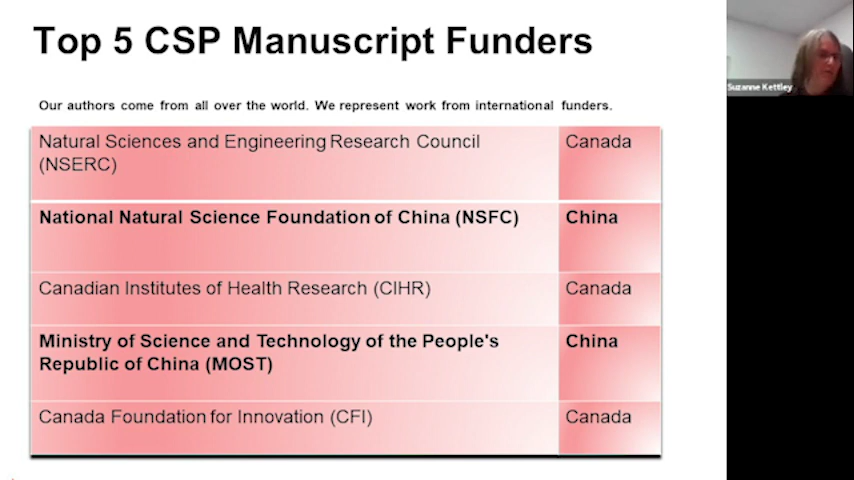 Top 5 CSP Manuscript Funders
Suzanne Kettley
Our authors come from all over the world. We represent work from international funders.
Natural Sciences and Engineering Research Council
(NSERC)
Canada
National Natural Science Foundation of China (NSFC)
China
Canadian Institutes of Health Research (CIHR)
Canada
Ministry of Science and Technology of the People's
Republic of China (MOST)
China
Canada Foundation for Innovation (CFI)
Canada